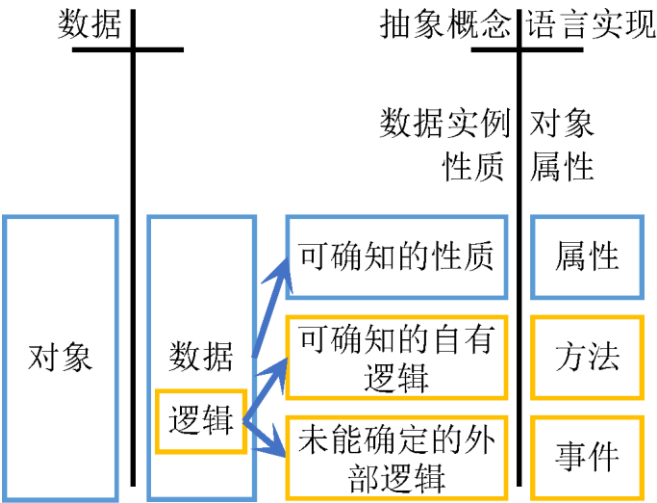 数据
抽象概念 语言实现
数据实例 对象
性质 属性
对象
数据
逻辑
可确知的性质
属性
可确知的自有
逻辑
方法
未能确定的外
部逻辑
事件